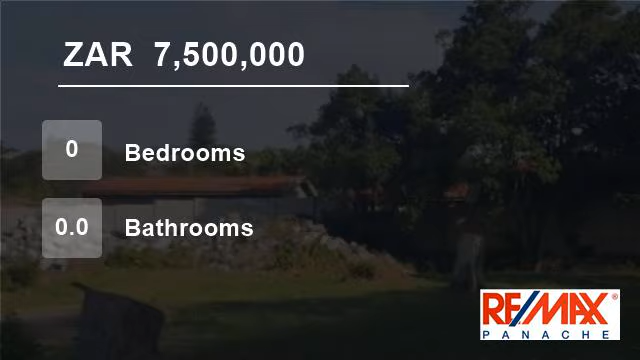 ZAR 7,500,000
0 Bedrooms
0.0 Bathrooms
RE/MAX®
PANACHE